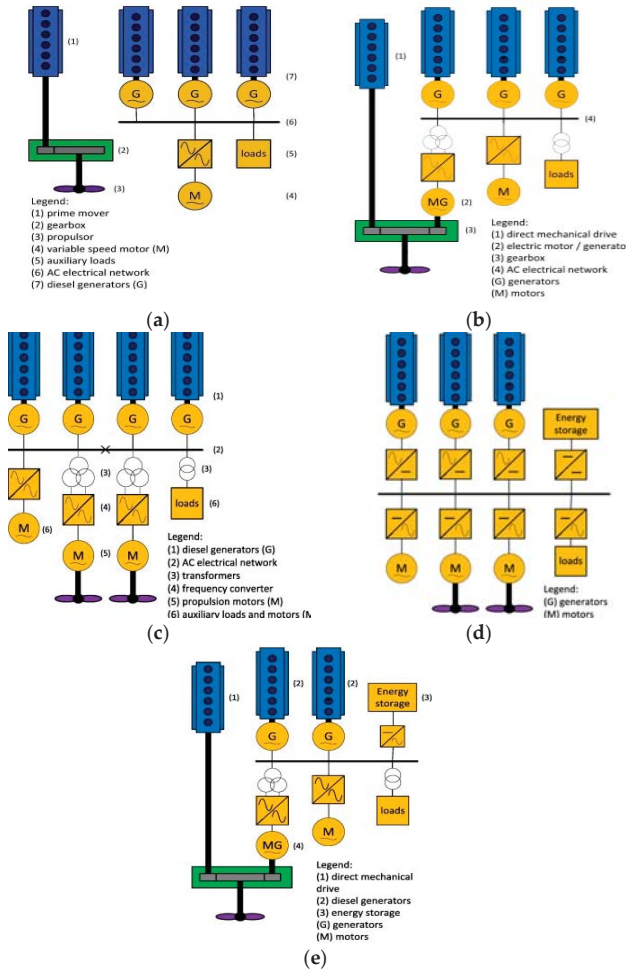 (1)
G
G
G
(7)
(6)
(2)
loads
(5)
(3)
M
(4)
Legend:
(1) prime mover
(2) gearbox
(3) propulsor
(4) variable speed motor (M)
(5) auxiliary loads
(6) AC electrical network
(7) diesel generators (G)
(a)
(1)
G
G
G
(4)
loads
MG
(2)
M
(3)
Legend:
(1) direct mechanical drive
(2) electric motor / generato
(3) gearbox
(4) AC electrical network
(G) generators
(M) motors
(b)
(1)
G
G
G
G
(2)
(3)
(3)
(4)
loads
(6)
M
(6)
M
(5)
M
Legend:
(1) diesel generators (G)
(2) AC electrical network
(3) transformers
(4) frequency converter
(5) propulsion motors (M)
(6) auxiliary loads and motors (M
(c)
G
G
G
Energy
storage
M
M
M
loads
Legend:
(G) generators
(M) motors
(d)
(1)
(2)
(2)
Energy
storage
(3)
G
G
loads
MG
(4)
M
Legend:
(1) direct mechanical
drive
(2) diesel generators
(3) energy storage
(G) generators
(M) motors
(e)